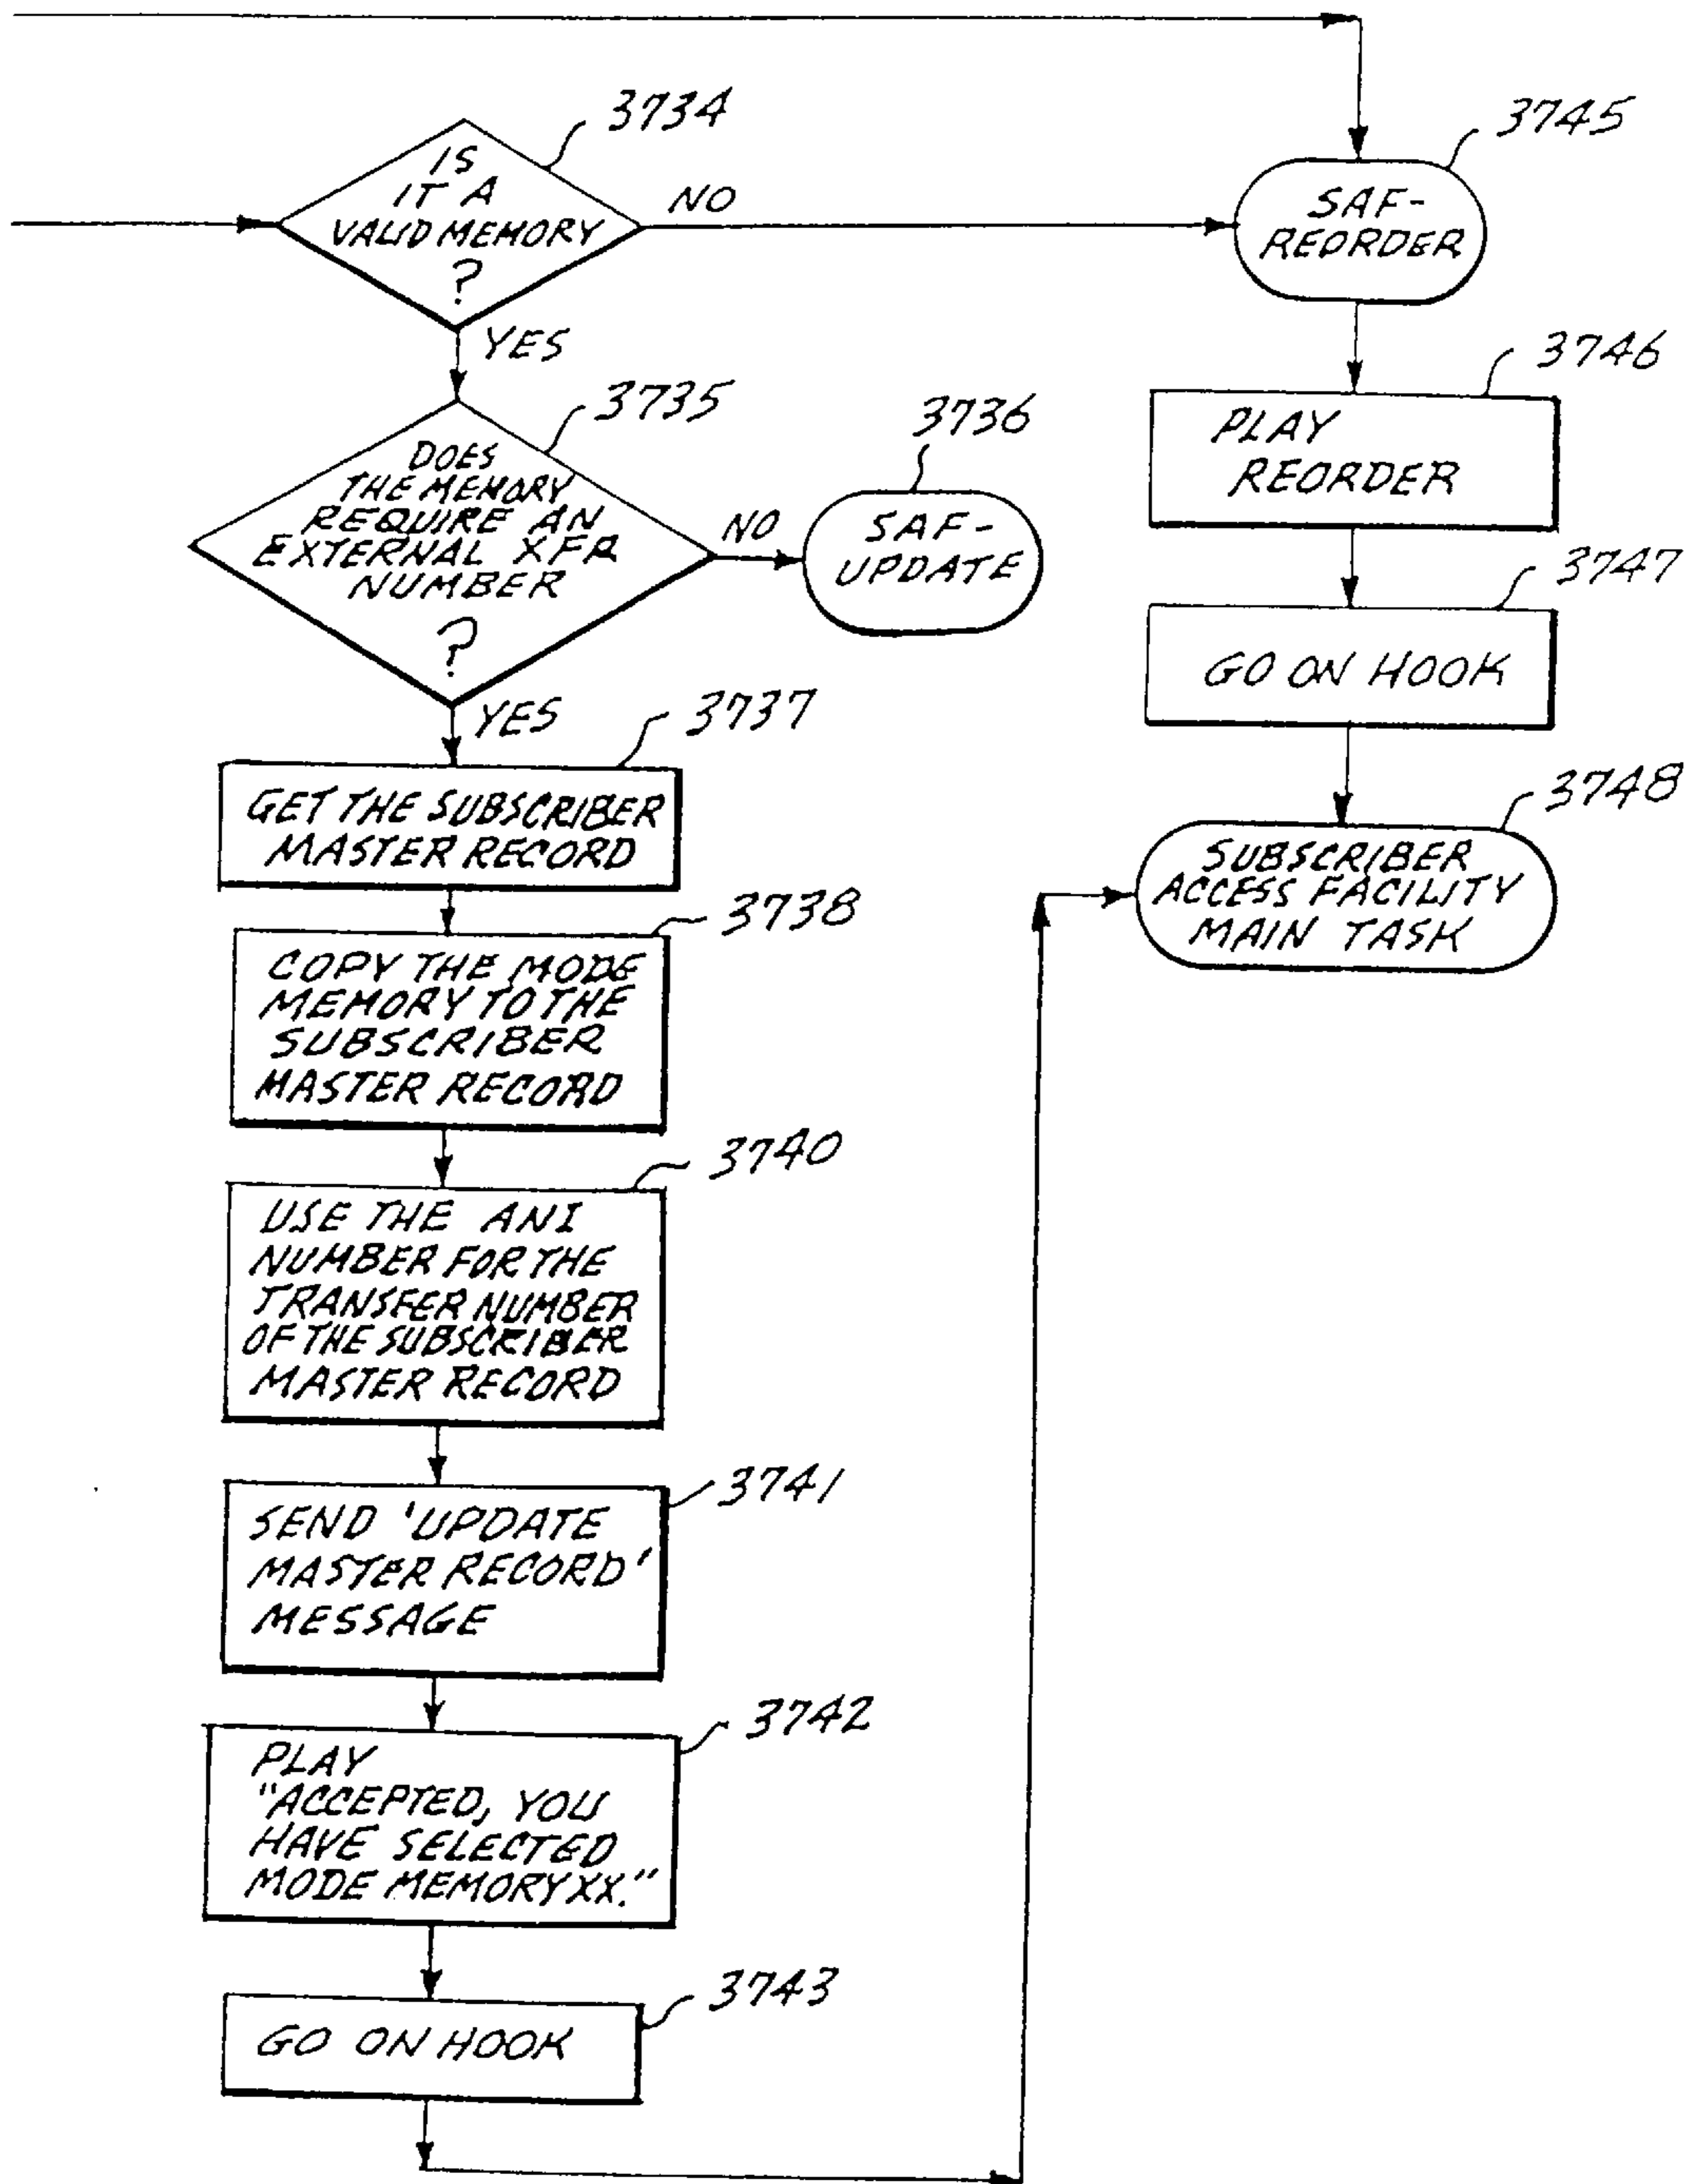 3734
IS
IT A
VALID MEMORY
?
NO
YES
3745
SAF-
REORDER
3735
DOES
THE MEMORY
REQUIRE AN
EXTERNAL XFR
NUMBER
?
NO
YES
3736
SAF-
UPDATE
3746
PLAY
REORDER
3747
GO ON HOOK
3748
SUBSCRIBER
ACCESS FACILITY
MAIN TASK
3737
GET THE SUBSCRIBER
MASTER RECORD
3738
COPY THE MODE
MEMORY TO THE
SUBSCRIBER
MASTER RECORD
3740
USE THE ANI
NUMBER FOR THE
TRANSFER NUMBER
OF THE SUBSCRIBER
MASTER RECORD
3741
SEND 'UPDATE
MASTER RECORD'
MESSAGE
3742
PLAY
"ACCEPTED, YOU
HAVE SELECTED
MODE MEMORY XX."
3743
GO ON HOOK